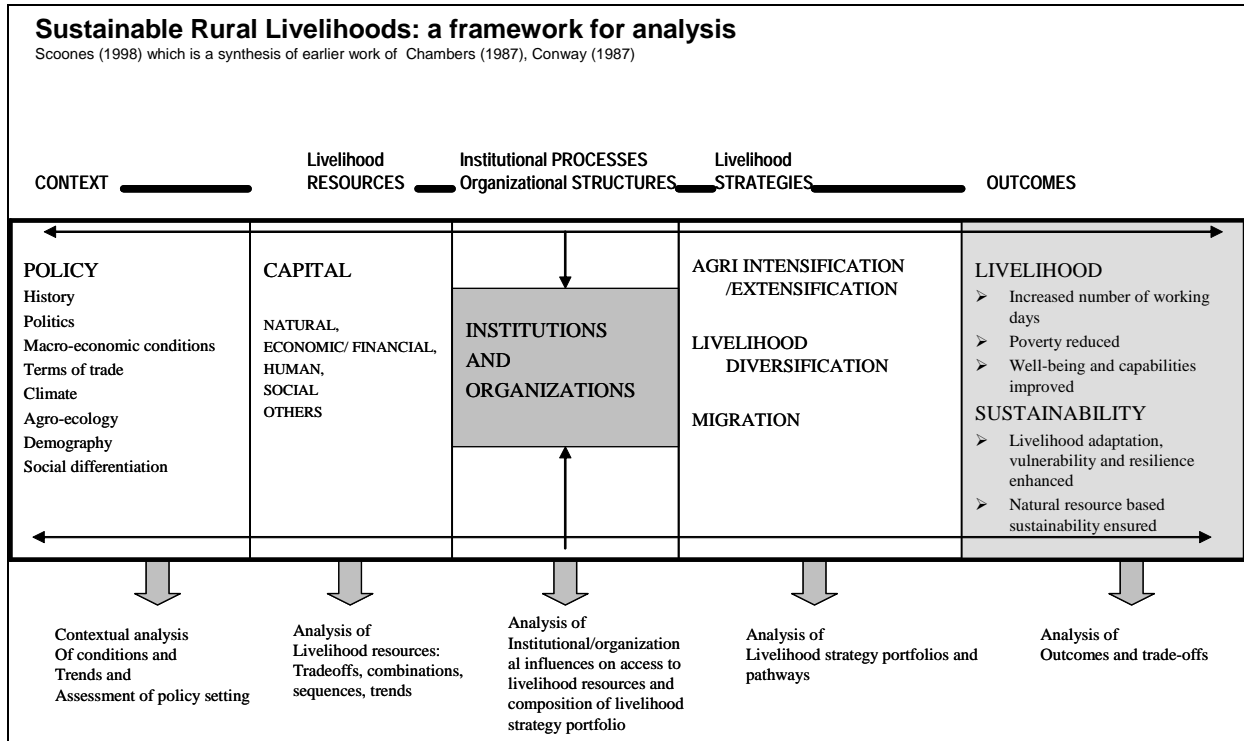 Sustainable Rural Livelihoods: a framework for analysis
Scoones (1998) which is a synthesis of earlier work of  Chambers (1987), Conway (1987)
CONTEXT
Livelihood
RESOURCES
Institutional PROCESSES
Organizational STRUCTURES
Livelihood
STRATEGIES
OUTCOMES
POLICY
History
Politics
Macro-economic conditions
Terms of trade
Climate
Agro-ecology
Demography
Social differentiation
CAPITAL
NATURAL,
ECONOMIC/ FINANCIAL,
HUMAN,
SOCIAL
OTHERS
INSTITUTIONS
AND
ORGANIZATIONS
AGRI INTENSIFICATION
/EXTENSIFICATION
LIVELIHOOD
DIVERSIFICATION
MIGRATION
LIVELIHOOD
➢ Increased number of working
days
➢ Poverty reduced
➢ Well-being and capabilities
improved
SUSTAINABILITY
➢ Livelihood adaptation,
vulnerability and resilience
enhanced
➢ Natural resource based
sustainability ensured
Contextual analysis
Of conditions and
Trends and
Assessment of policy setting
Analysis of
Livelihood resources:
Tradeoffs, combinations,
sequences, trends
Analysis of
Institutional/organization
al influences on access to
livelihood resources and
composition of livelihood
strategy portfolio
Analysis of
Livelihood strategy portfolios and
pathways
Analysis of
Outcomes and trade-offs